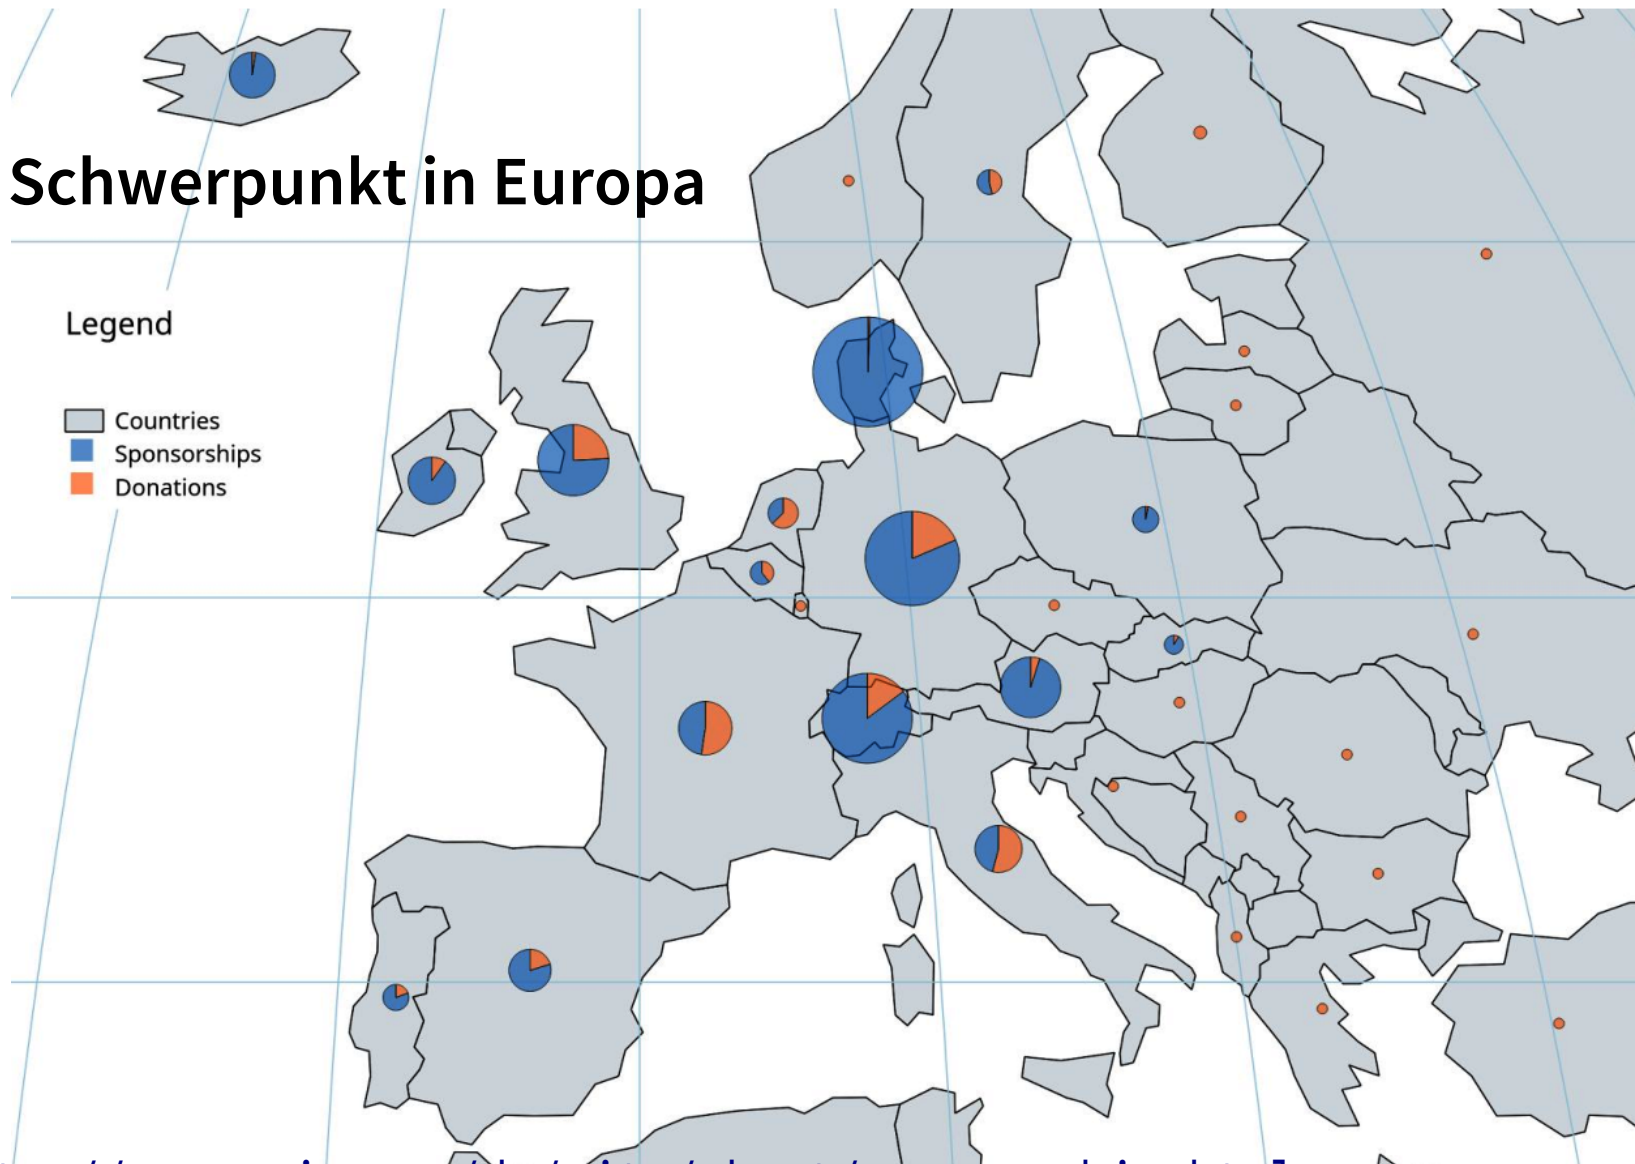 Schwerpunkt in Europa
Legend
Countries
Sponsorships
Donations